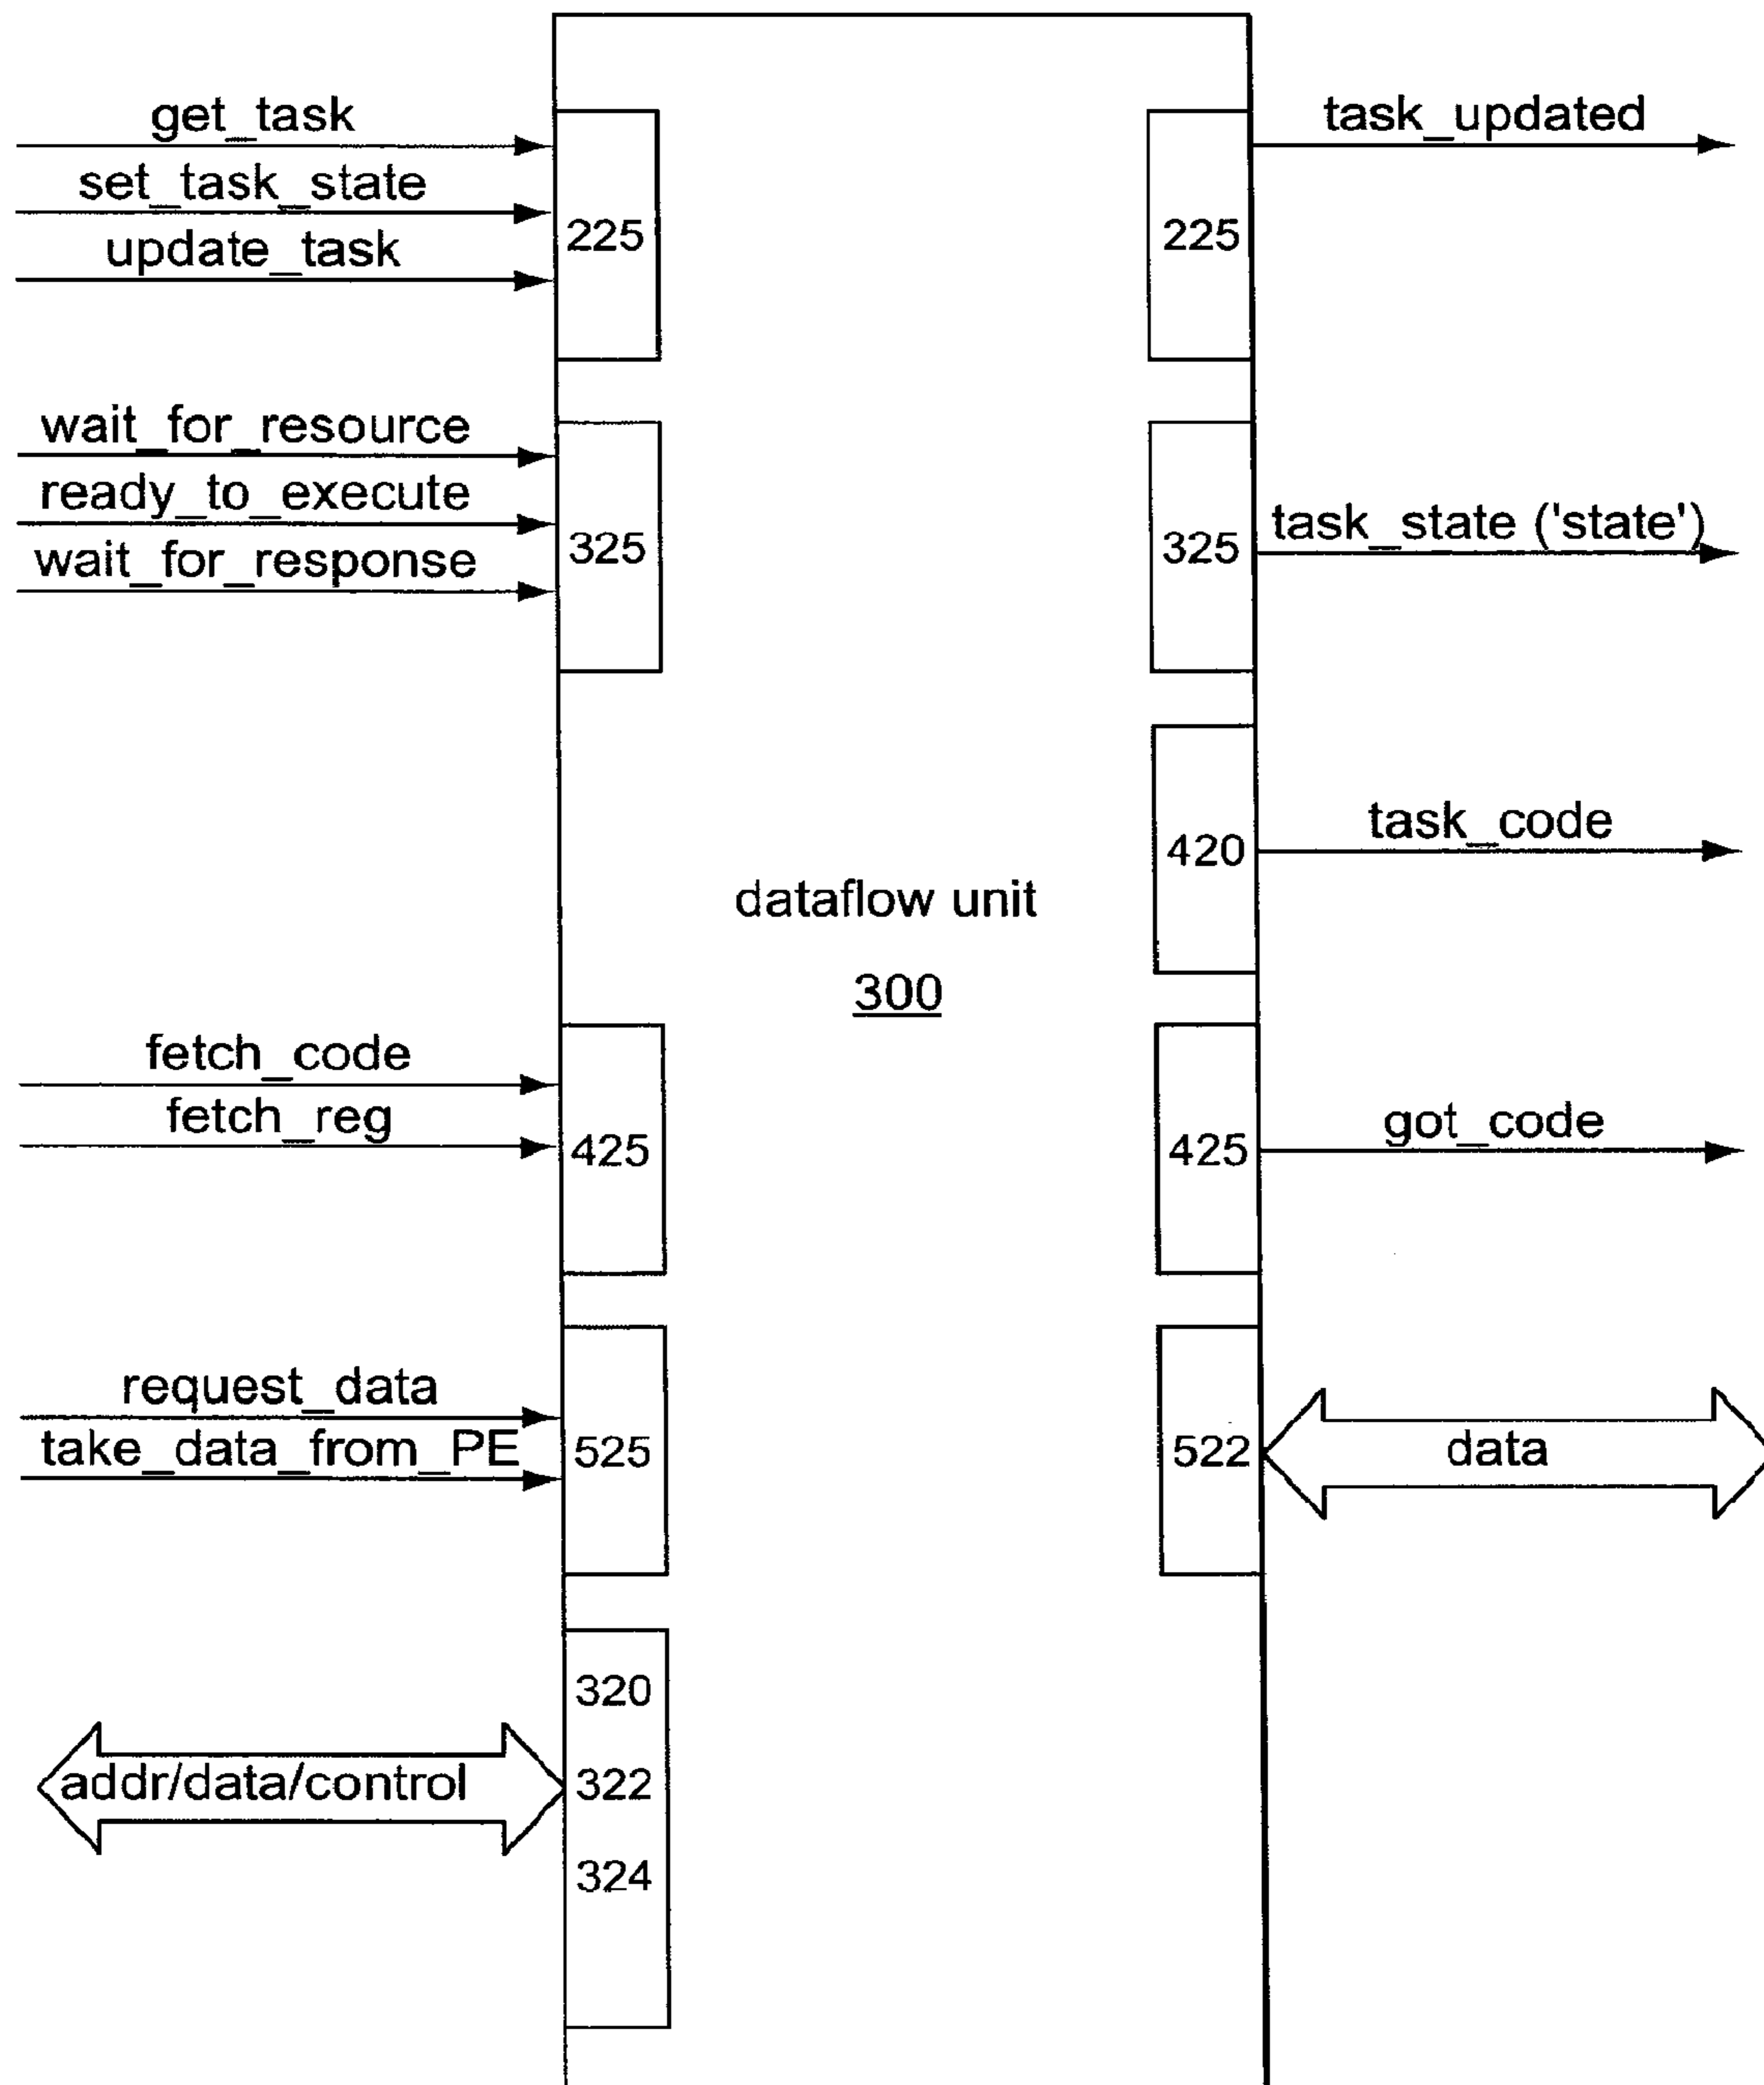 get_task
task_updated
set_task_state
225
225
update_task
wait_for_resource
ready_to_execute
task_state ('state')
325
325
wait_for_response
task_code
420
dataflow unit
300
fetch_code
fetch_reg
got_code
425
425
request_data
take_data_from_PE
525
522
data
320
addr/data/control
322
324